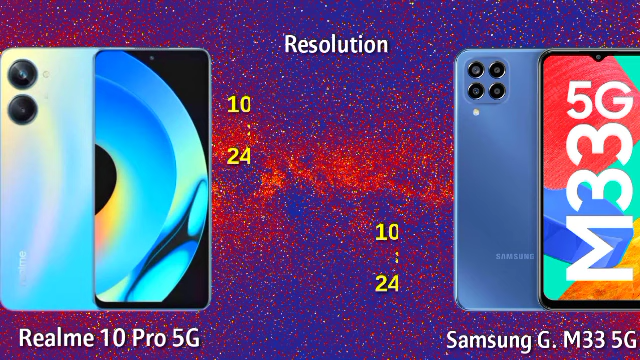 Resolution
10
:
24
10
:
24
5G
M33
realme
SAMSUNG
Realme 10 Pro 5G
Samsung G. M33 5G